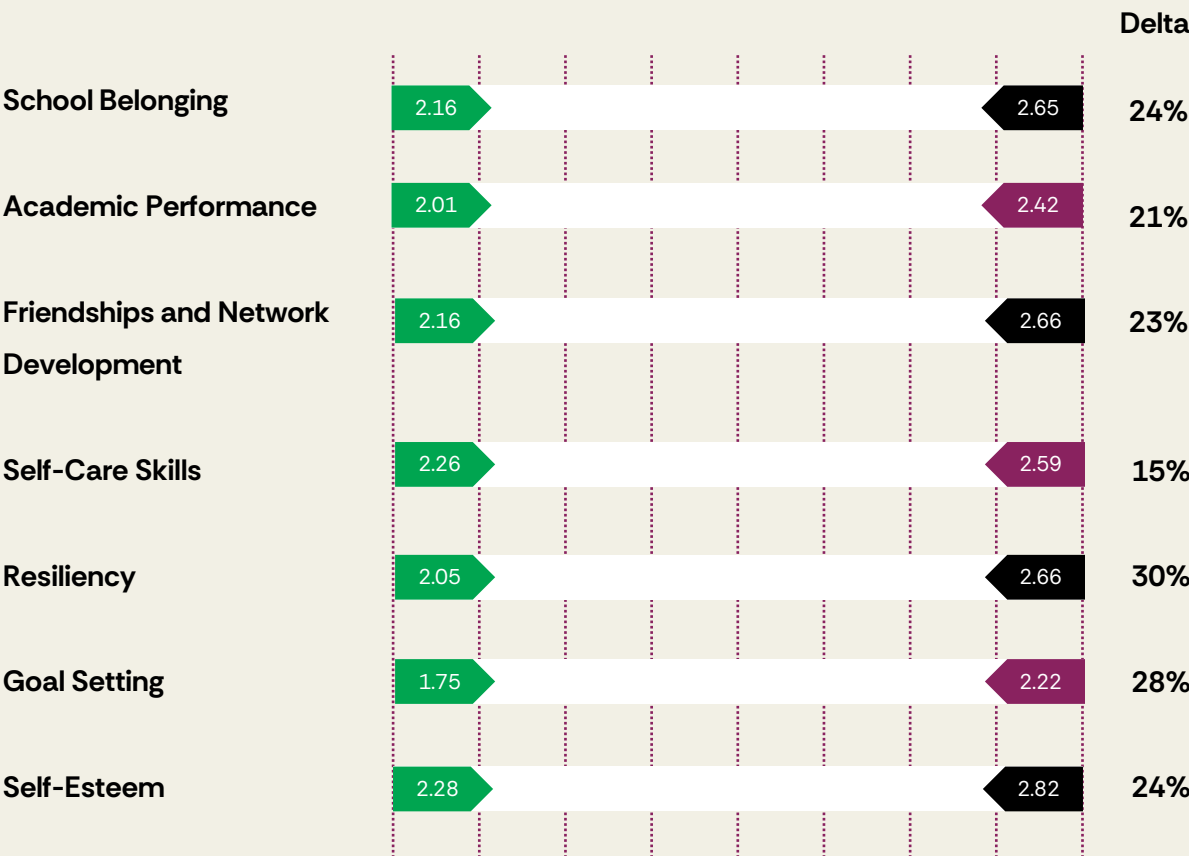 Delta
School Belonging 2.16 2.65 24%
Academic Performance 2.01 2.42 21%
Friendships and Network 2.16 2.66 23%
Development
Self-Care Skills 2.26 2.59 15%
Resiliency 2.05 2.66 30%
Goal Setting 1.75 2.22 28%
Self-Esteem 2.28 2.82 24%